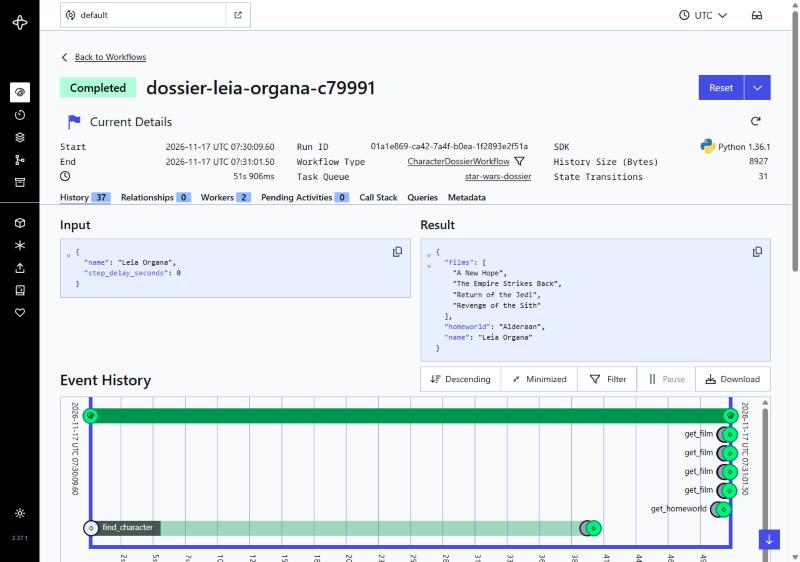 default
UTC
Back to Workflows
Completed dossier-leia-organa-c79991
Reset
Current Details
Start 2026-11-17 UTC 07:30:09.60
End 2026-11-17 UTC 07:31:01.50
51s 906ms
Run ID 01a1e869-ca42-7a4f-b0ea-1f2893e2f51a
Workflow Type CharacterDossierWorkflow
Task Queue star-wars-dossier
SDK Python 1.36.1
History Size (Bytes) 8927
State Transitions 31
History 37 Relationships 0 Workers 2 Pending Activities 0 Call Stack Queries Metadata
Input
{
"name": "Leia Organa",
"step_delay_seconds": 0
}
Result
{
"films": [
"A New Hope",
"The Empire Strikes Back",
"Return of the Jedi",
"Revenge of the Sith"
],
"homeworld": "Alderaan",
"name": "Leia Organa"
}
Event History
Descending Minimized Filter Pause Download
2026-11-17 UTC 07:30:09.60
2026-11-17 UTC 07:31:01.50
get_film
get_film
get_film
get_film
get_homeworld
find_character
2.37.1